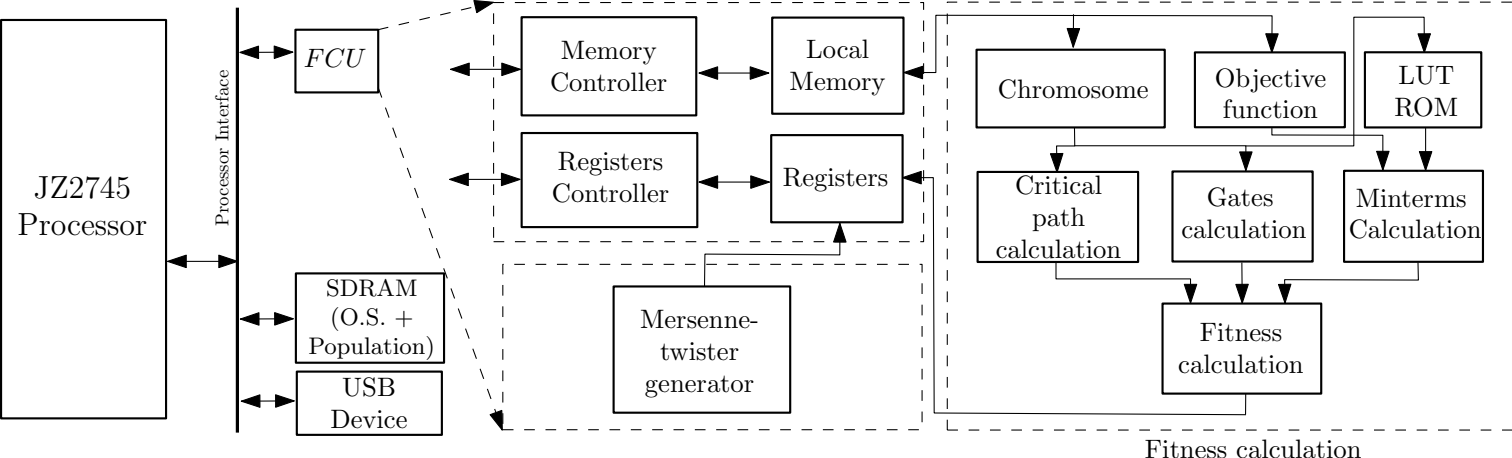 JZ2745
Processor
Processor Interface
FCU
SDRAM
(O.S. +
Population)
USB
Device
Memory
Controller
Local
Memory
Registers
Controller
Registers
Mersenne-
twister
generator
Chromosome
Objective
function
LUT
ROM
Critical
path
calculation
Gates
calculation
Minterms
Calculation
Fitness
calculation
Fitness calculation